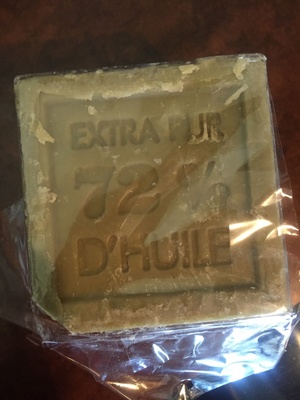 EXTRA PUR
72 %
D'HUILE